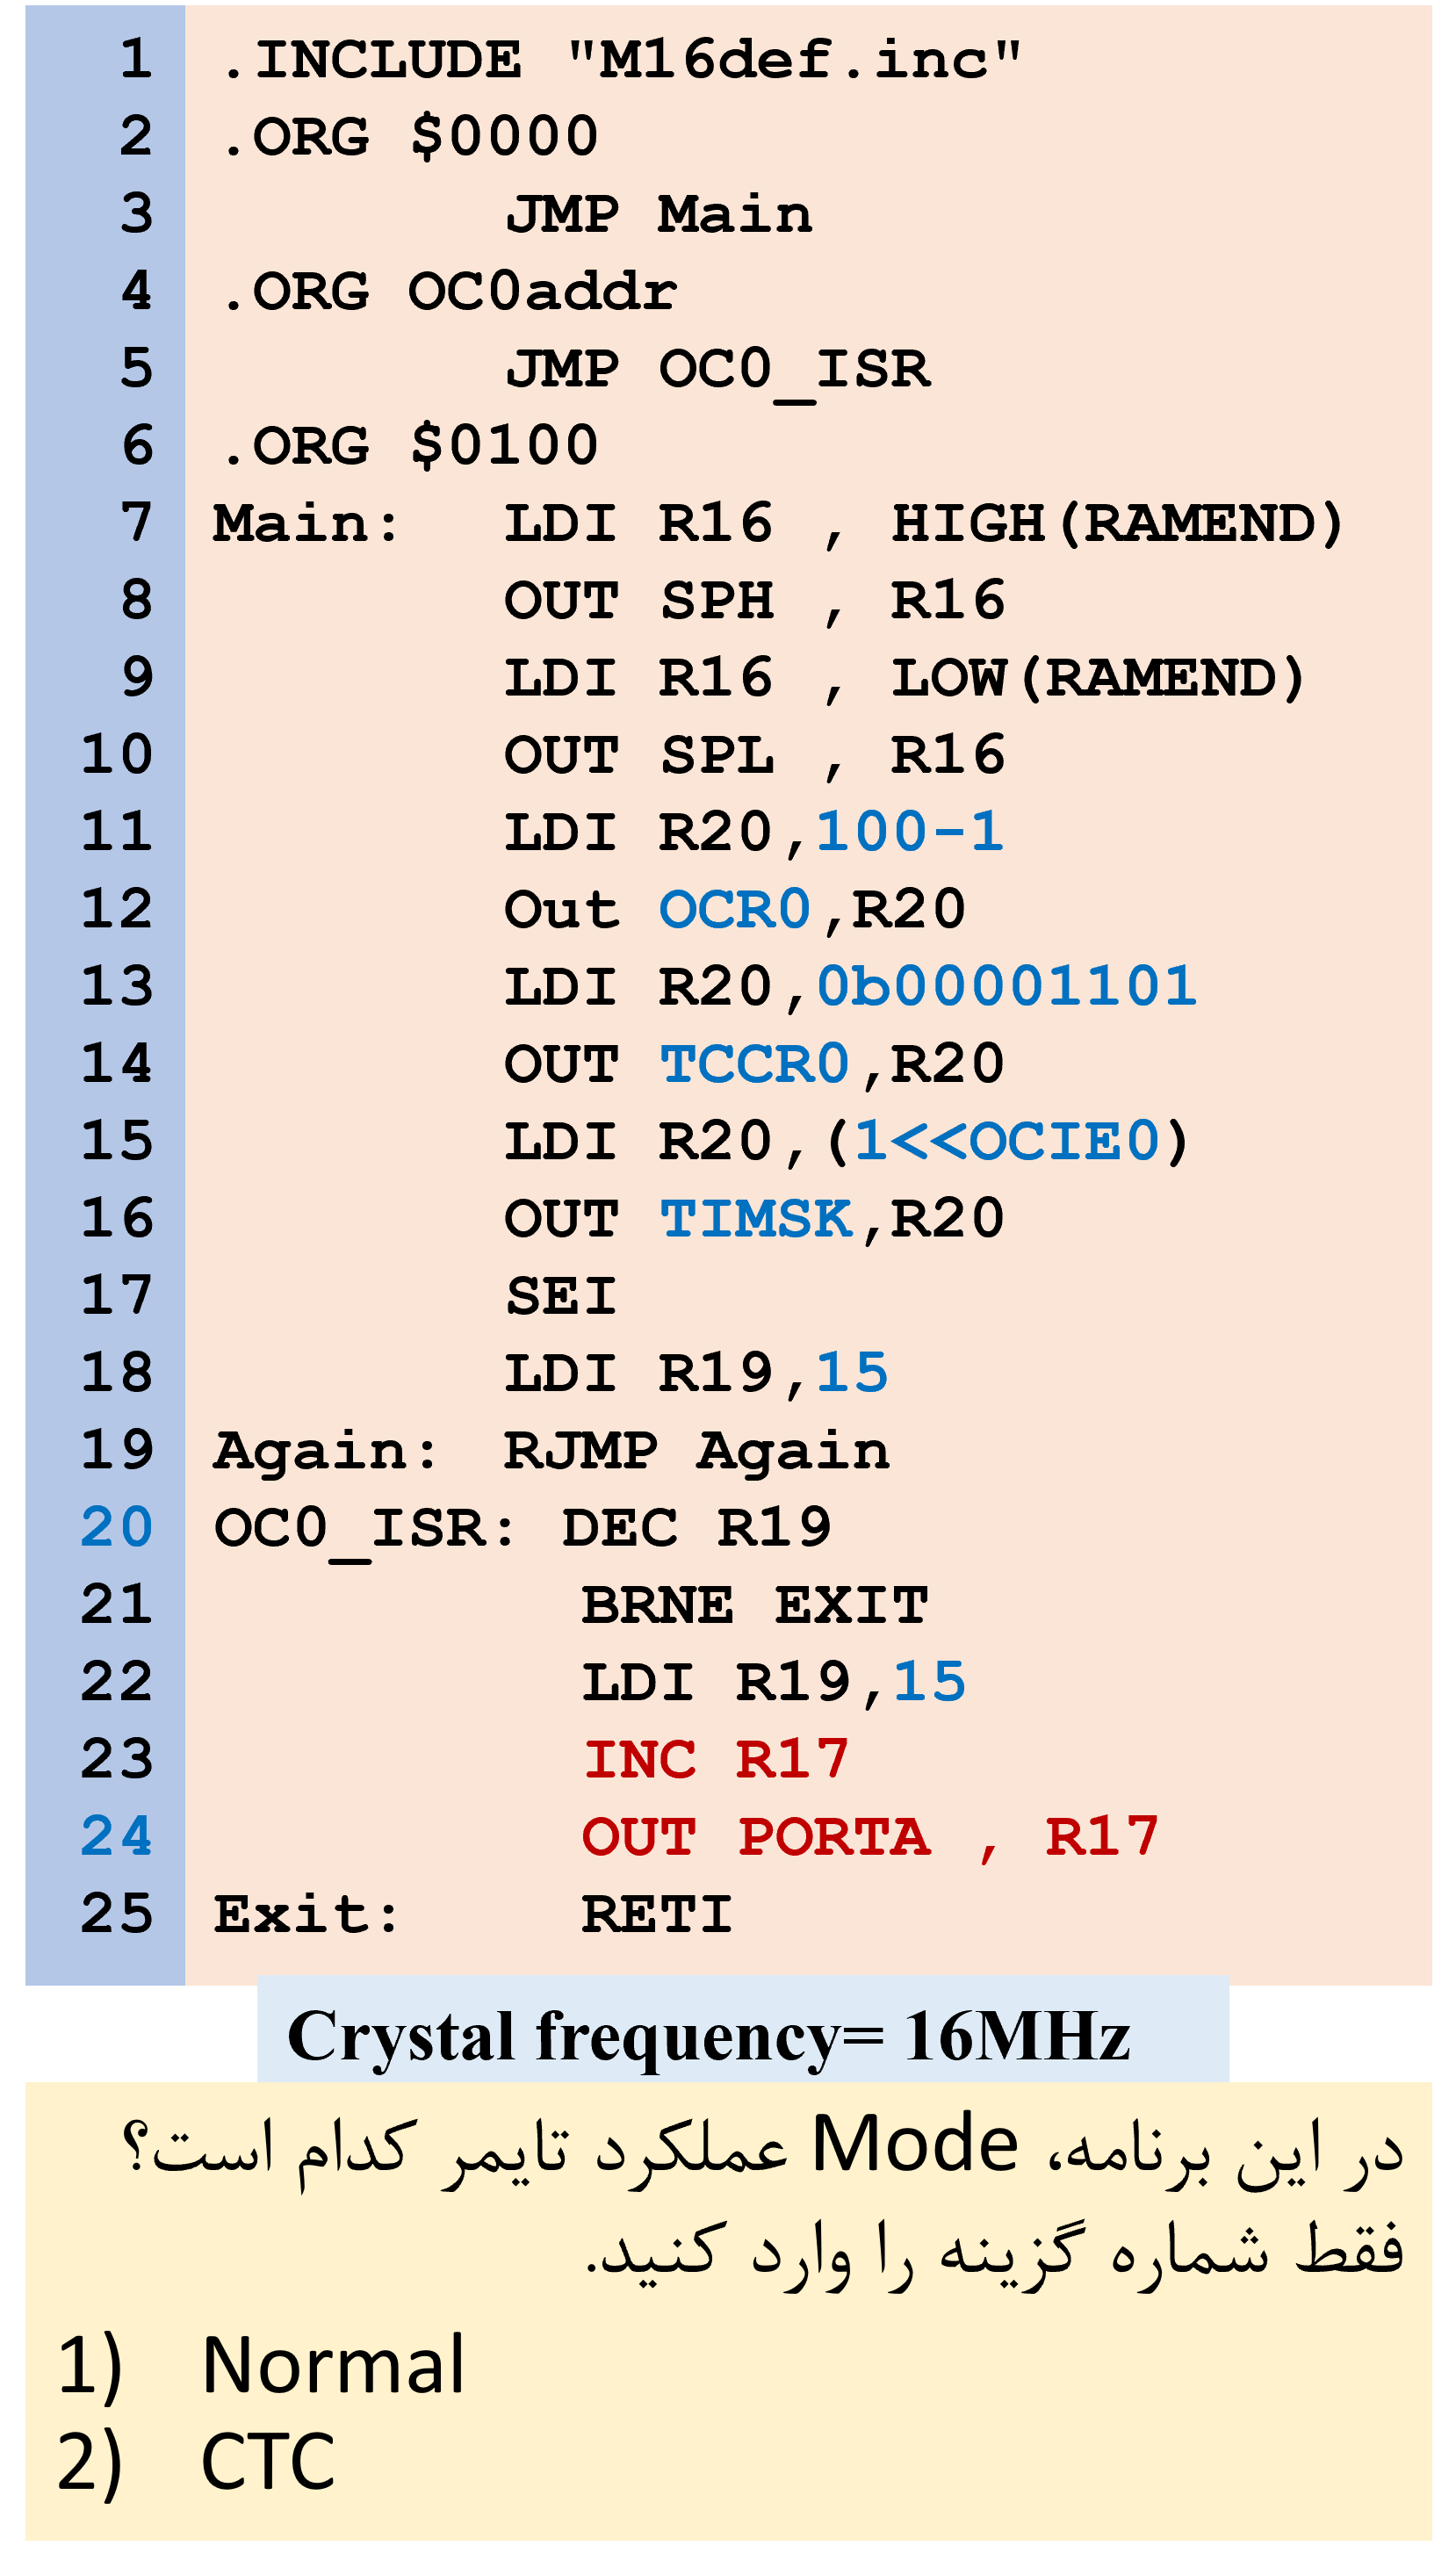 1 .INCLUDE "M16def.inc"
2 .ORG $0000
3 JMP Main
4 .ORG OC0addr
5 JMP OC0_ISR
6 .ORG $0100
7 Main: LDI R16 , HIGH(RAMEND)
8 OUT SPH , R16
9 LDI R16 , LOW(RAMEND)
10 OUT SPL , R16
11 LDI R20,100-1
12 Out OCR0,R20
13 LDI R20,0b00001101
14 OUT TCCR0,R20
15 LDI R20,(1<<OCIE0)
16 OUT TIMSK,R20
17 SEI
18 LDI R19,15
19 Again: RJMP Again
20 OC0_ISR: DEC R19
21 BRNE EXIT
22 LDI R19,15
23 INC R17
24 OUT PORTA , R17
25 Exit: RETI
Crystal frequency= 16MHz
در این برنامه، Mode عملکرد تایمر کدام است؟
فقط شماره گزینه را وارد کنید.
1) Normal
2) CTC